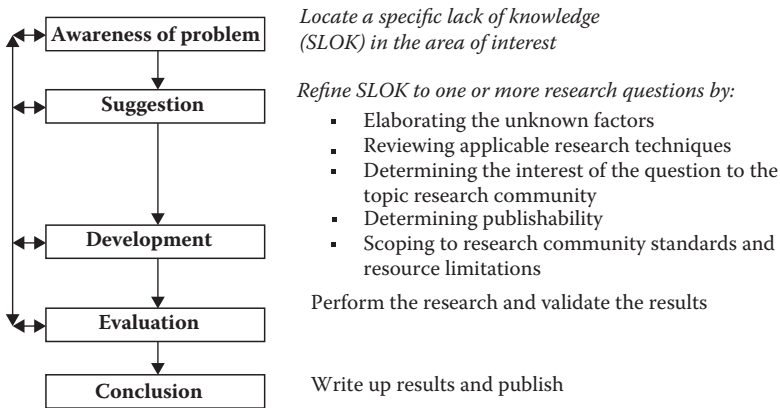 Awareness of problem
Locate a specific lack of knowledge
(SLOK) in the area of interest
Suggestion
Refine SLOK to one or more research questions by:
▪ Elaborating the unknown factors
▪ Reviewing applicable research techniques
▪ Determining the interest of the question to the
topic research community
▪ Determining publishability
▪ Scoping to research community standards and
resource limitations
Development
Perform the research and validate the results
Evaluation
Conclusion
Write up results and publish